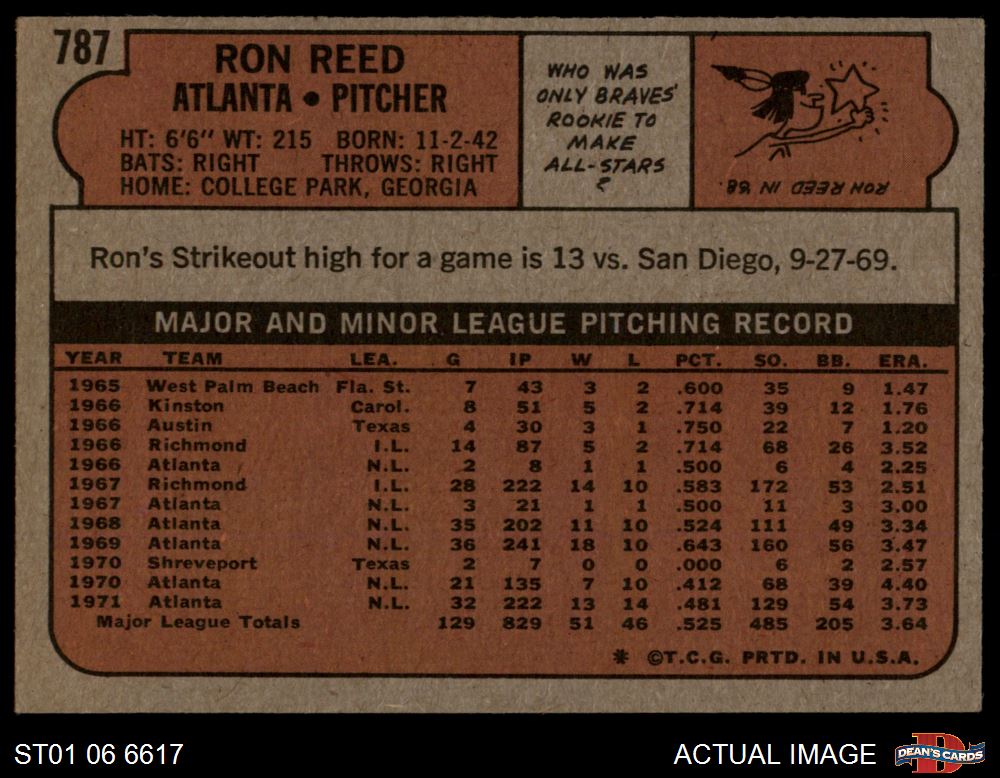 787
RON REED
ATLANTA • PITCHER
HT: 6'6" WT: 215 BORN: 11-2-42
BATS: RIGHT THROWS: RIGHT
HOME: COLLEGE PARK, GEORGIA
WHO WAS
ONLY BRAVES'
ROOKIE TO
MAKE
ALL-STARS
?
RON REED IN '68.
Ron's Strikeout high for a game is 13 vs. San Diego, 9-27-69.
MAJOR AND MINOR LEAGUE PITCHING RECORD
YEAR TEAM LEA. G IP W L PCT. SO. BB. ERA.
1965 West Palm Beach Fla. St. 7 43 3 2 .600 35 9 1.47
1966 Kinston Carol. 8 51 5 2 .714 39 12 1.76
1966 Austin Texas 4 30 3 1 .750 22 7 1.20
1966 Richmond I.L. 14 87 5 2 .714 68 26 3.52
1966 Atlanta N.L. 2 8 1 1 .500 6 4 2.25
1967 Richmond I.L. 28 222 14 10 .583 172 53 2.51
1967 Atlanta N.L. 3 21 1 1 .500 11 3 3.00
1968 Atlanta N.L. 35 202 11 10 .524 111 49 3.34
1969 Atlanta N.L. 36 241 18 10 .643 160 56 3.47
1970 Shreveport Texas 2 7 0 0 .000 6 2 2.57
1970 Atlanta N.L. 21 135 7 10 .412 68 39 4.40
1971 Atlanta N.L. 32 222 13 14 .481 129 54 3.73
Major League Totals 129 829 51 46 .525 485 205 3.64
* ©T.C.G. PRTD. IN U.S.A.
ST01 06 6617
ACTUAL IMAGE
D
DEAN'S CARDS